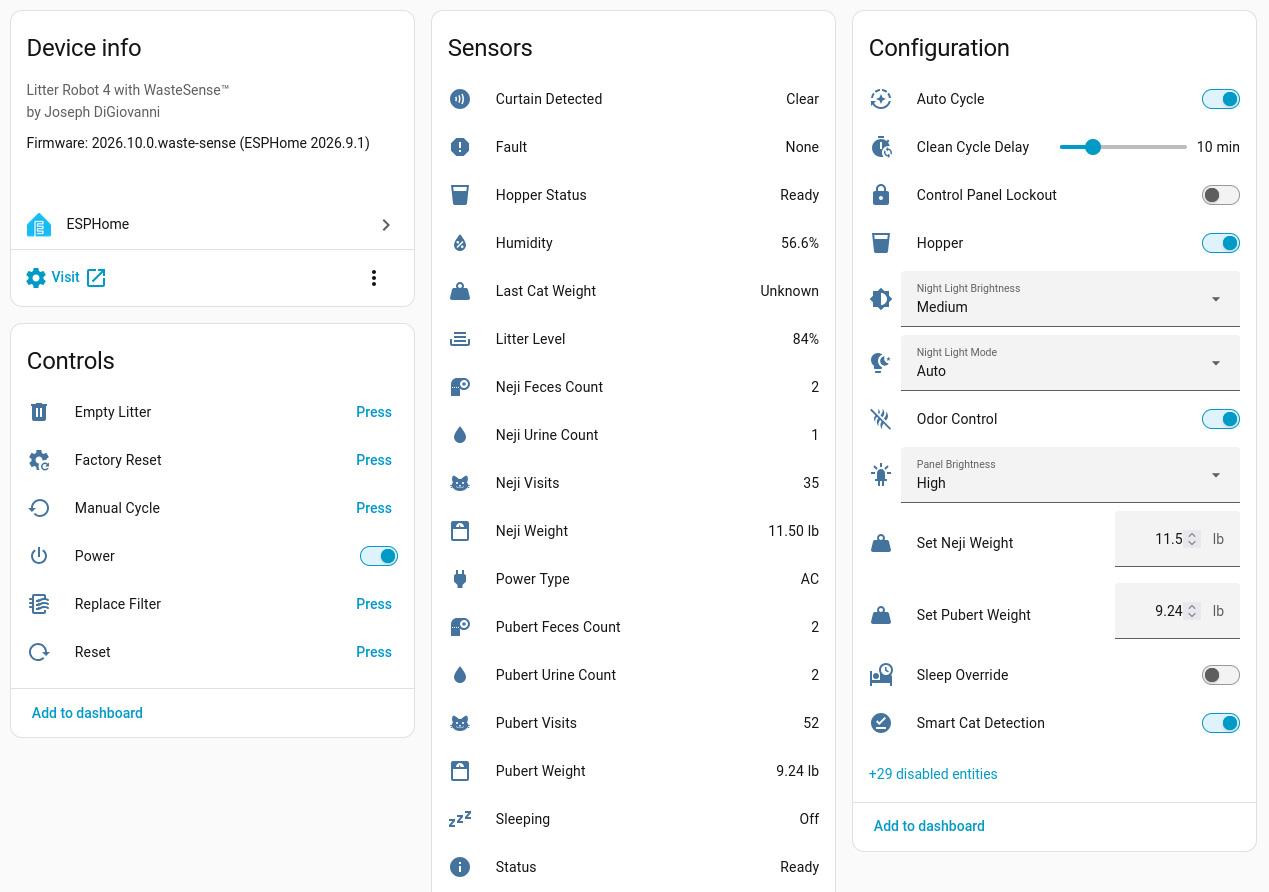 Device info
Litter Robot 4 with WasteSense™
by Joseph DiGiovanni
Firmware: 2026.10.0.waste-sense (ESPHome 2026.9.1)
ESPHome
Visit
Controls
Empty Litter Press
Factory Reset Press
Manual Cycle Press
Power
Replace Filter Press
Reset Press
Add to dashboard
Sensors
Curtain Detected Clear
Fault None
Hopper Status Ready
Humidity 56.6%
Last Cat Weight Unknown
Litter Level 84%
Neji Feces Count 2
Neji Urine Count 1
Neji Visits 35
Neji Weight 11.50 lb
Power Type AC
Pubert Feces Count 2
Pubert Urine Count 2
Pubert Visits 52
Pubert Weight 9.24 lb
Sleeping Off
Status Ready
Configuration
Auto Cycle
Clean Cycle Delay 10 min
Control Panel Lockout
Hopper
Night Light Brightness
Medium
Night Light Mode
Auto
Odor Control
Panel Brightness
High
Set Neji Weight 11.5 lb
Set Pubert Weight 9.24 lb
Sleep Override
Smart Cat Detection
+29 disabled entities
Add to dashboard